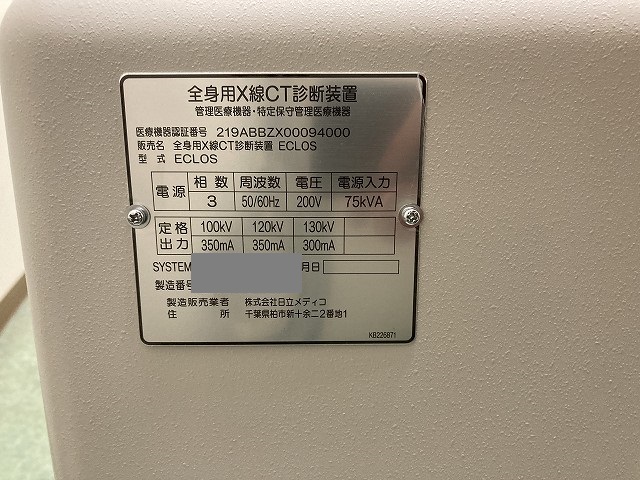 全身用X線CT診断装置
管理医療機器・特定保守管理医療機器
医療機器認証番号 219ABBZX00094000
販売名 全身用X線CT診断装置 ECLOS
型式 ECLOS
電源 相数 周波数 電圧 電源入力
3 50/60Hz 200V 75kVA
定格 100kV 120kV 130kV
出力 350mA 350mA 300mA
SYSTEM 月日
製造番号
製造販売業者 株式会社日立メディコ
住所 千葉県柏市新十余二2番地1
KB226871